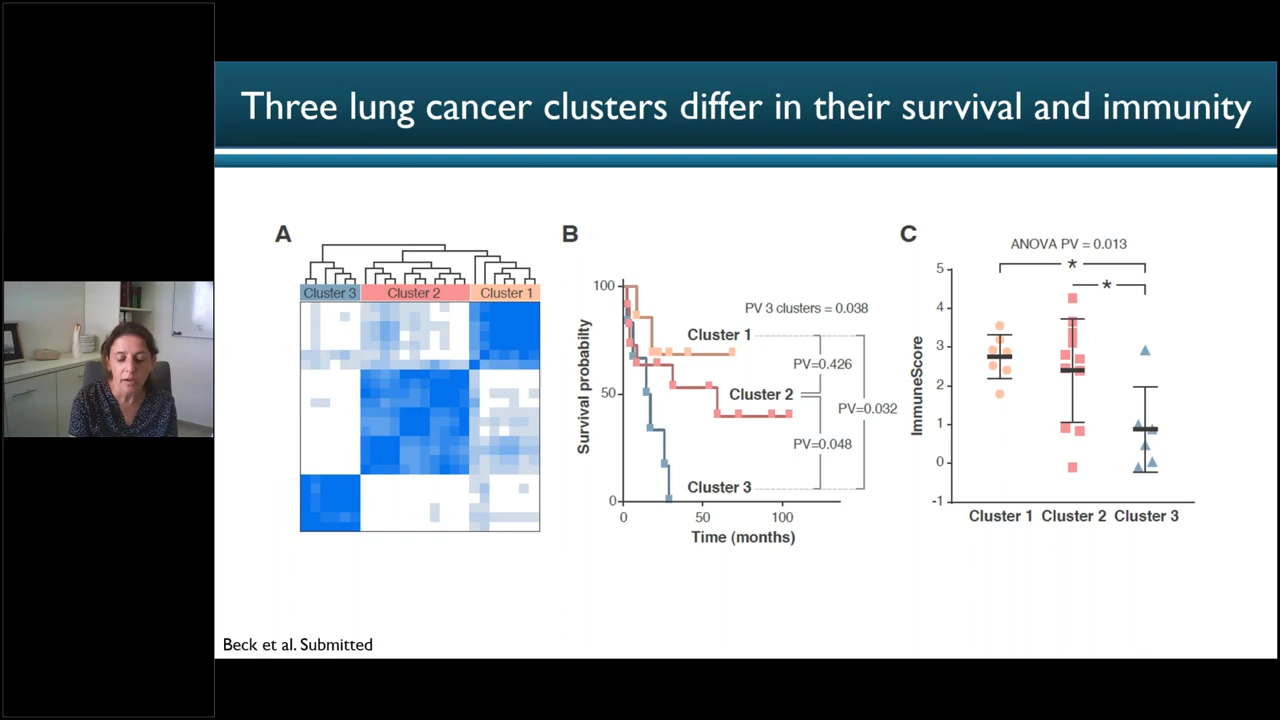 Three lung cancer clusters differ in their survival and immunity
A
Cluster 3
Cluster 2
Cluster 1
B
100
50
0
Survival probabilty
0
50
100
Time (months)
PV 3 clusters = 0.038
Cluster 1
PV=0.426
Cluster 2
PV=0.032
PV=0.048
Cluster 3
C
ANOVA PV = 0.013
*
*
5
4
3
2
1
0
-1
ImmuneScore
Cluster 1 Cluster 2 Cluster 3
Beck et al. Submitted